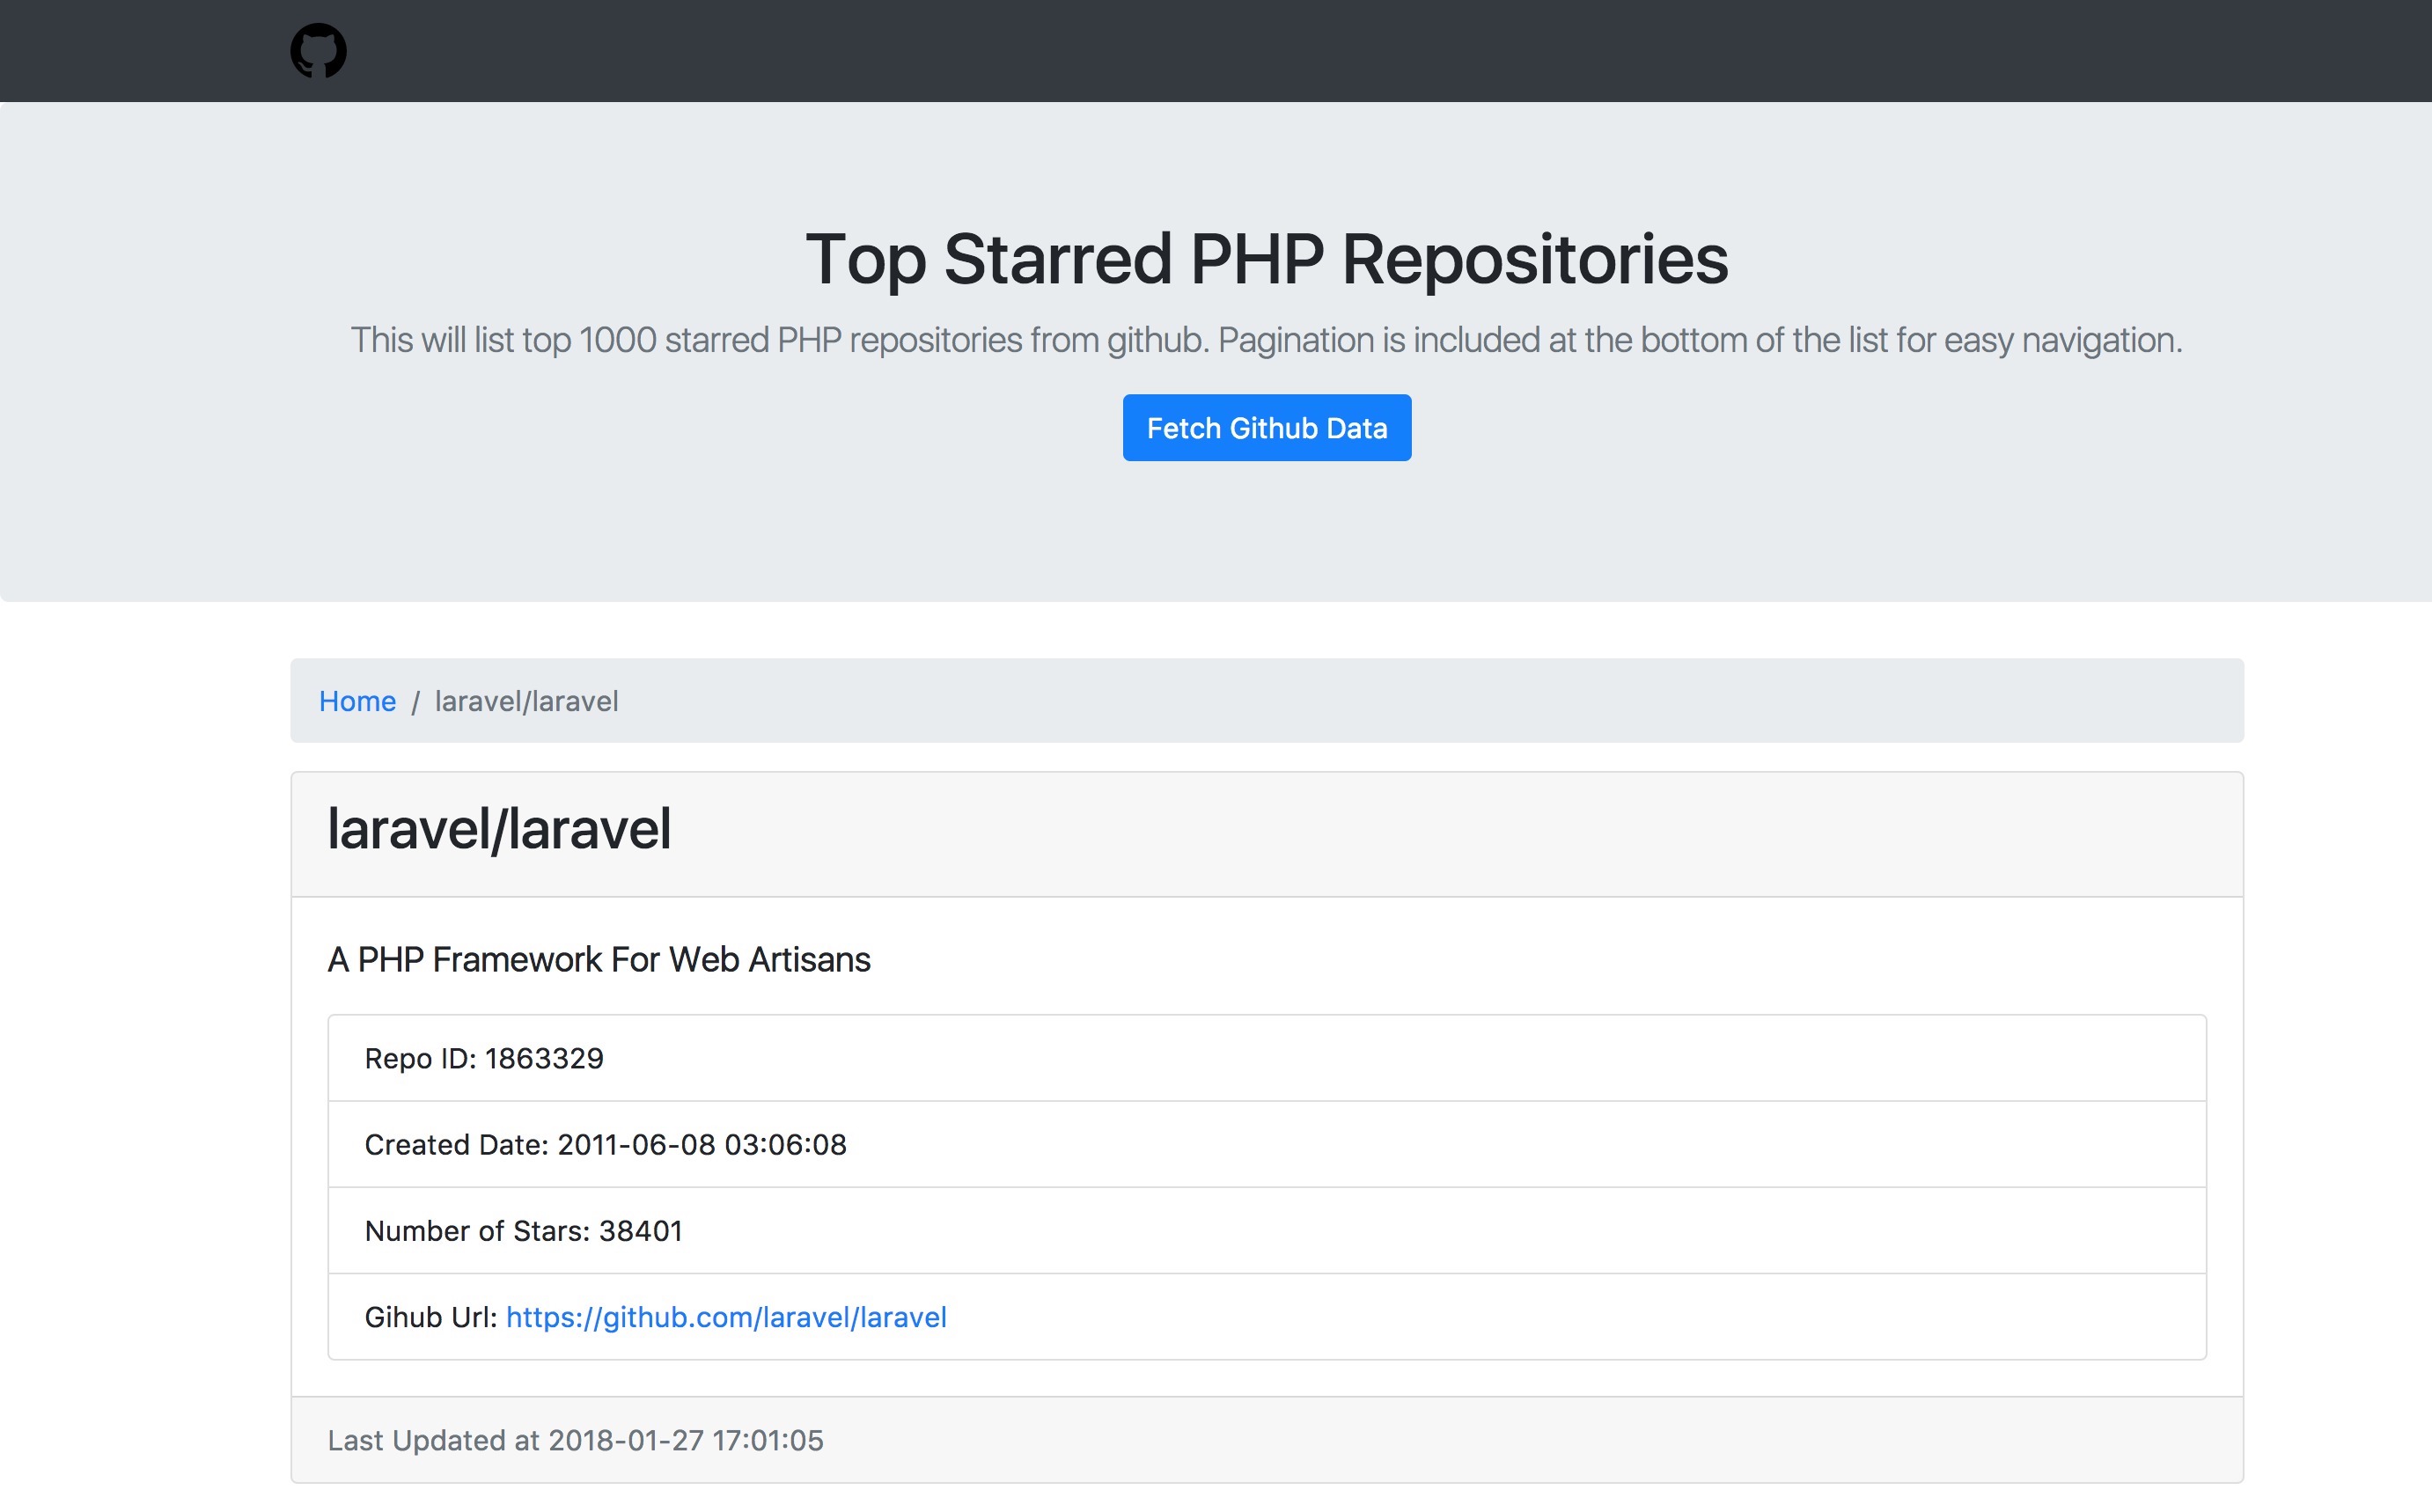 Top Starred PHP Repositories
This will list top 1000 starred PHP repositories from github. Pagination is included at the bottom of the list for easy navigation.
Fetch Github Data
Home / laravel/laravel
laravel/laravel
A PHP Framework For Web Artisans
Repo ID: 1863329
Created Date: 2011-06-08 03:06:08
Number of Stars: 38401
Gihub Url: https://github.com/laravel/laravel
Last Updated at 2018-01-27 17:01:05